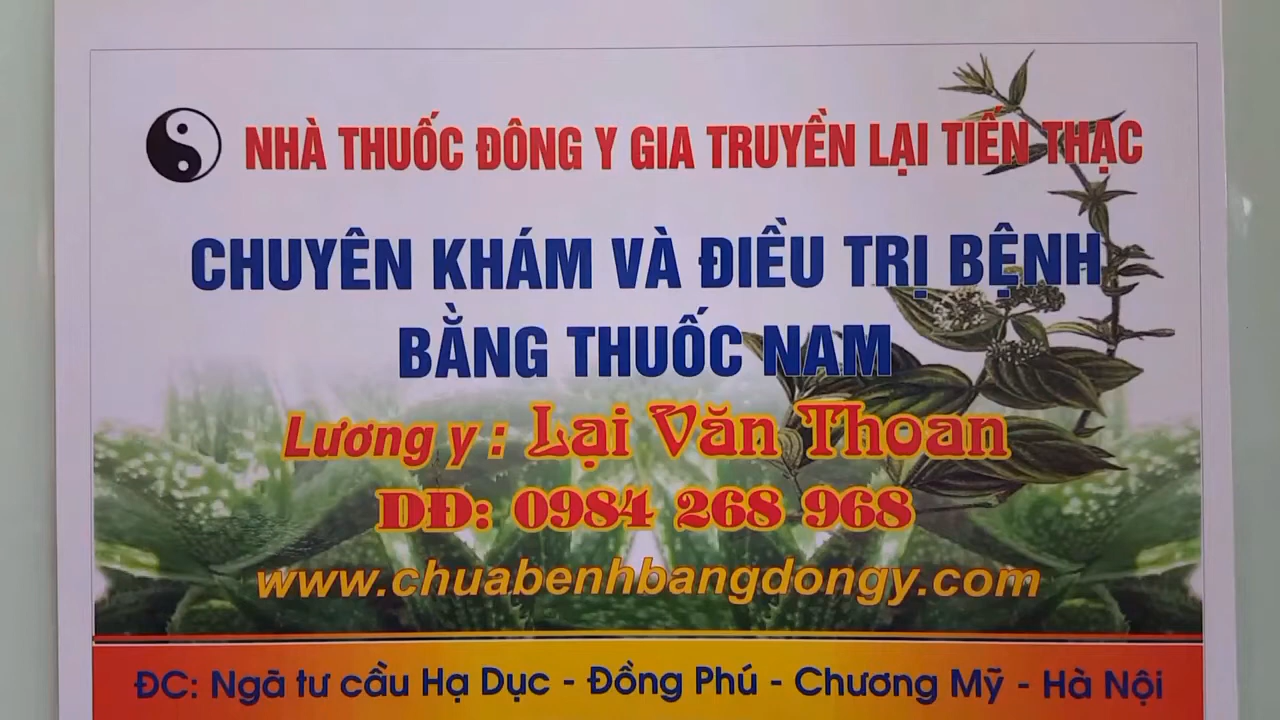 NHÀ THUỐC ĐÔNG Y GIA TRUYỀN LẠI TIẾN THẠC
CHUYÊN KHÁM VÀ ĐIỀU TRỊ BỆNH
BẰNG THUỐC NAM
Lương y : Lại Văn Thoan
DĐ: 0984 268 968
www.chuabenhbangdongy.com
ĐC: Ngã tư cầu Hạ Dục - Đồng Phú - Chương Mỹ - Hà Nội